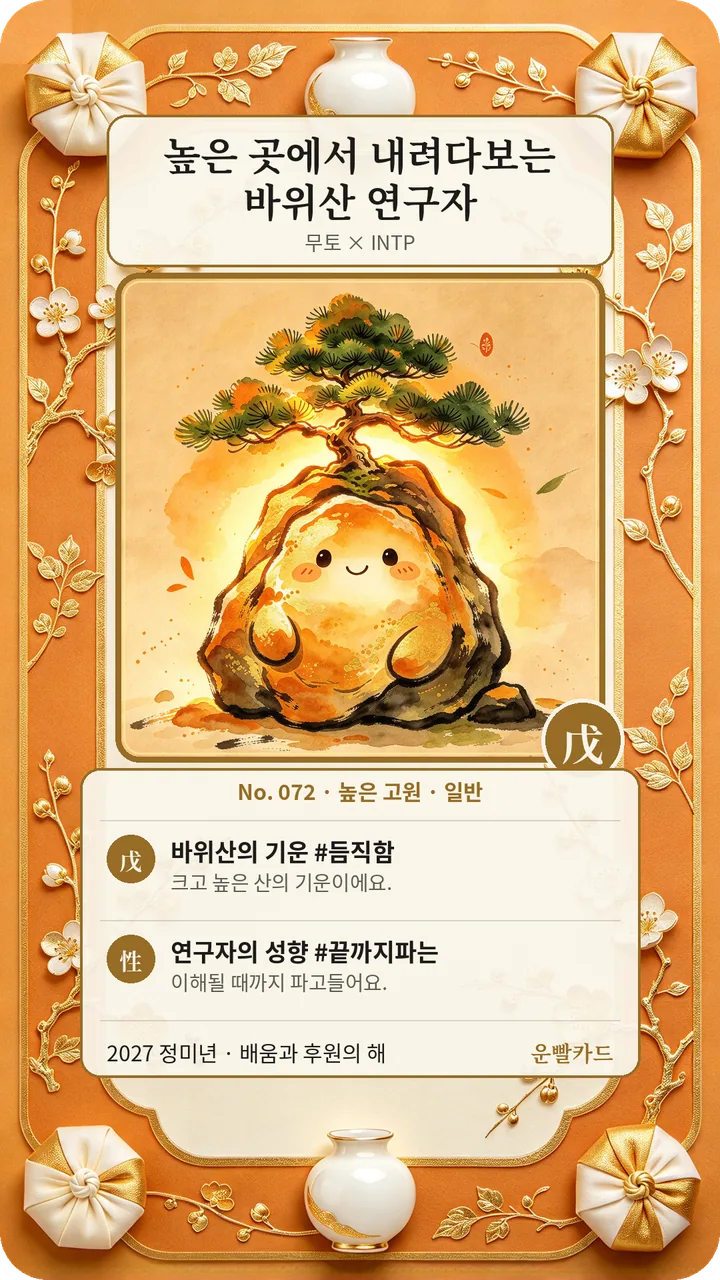 높은 곳에서 내려다보는
바위산 연구자
무토 × INTP
戊
No. 072 · 높은 고원 · 일반
戊 바위산의 기운 #듬직함
크고 높은 산의 기운이에요.
性 연구자의 성향 #끝까지파는
이해될 때까지 파고들어요.
2027 정미년 · 배움과 후원의 해 운빨카드